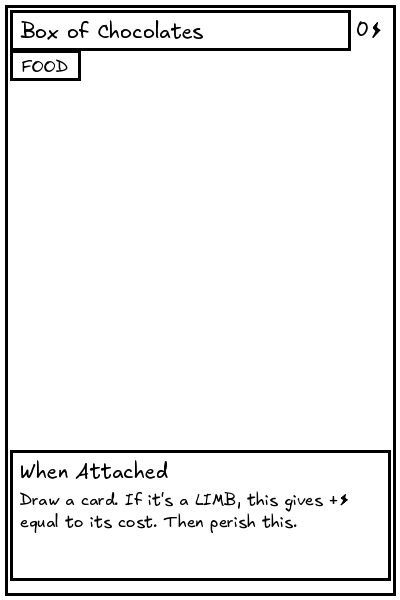 Box of Chocolates
0⚡
FOOD
When Attached
Draw a card. If it's a LIMB, this gives +⚡
equal to its cost. Then perish this.